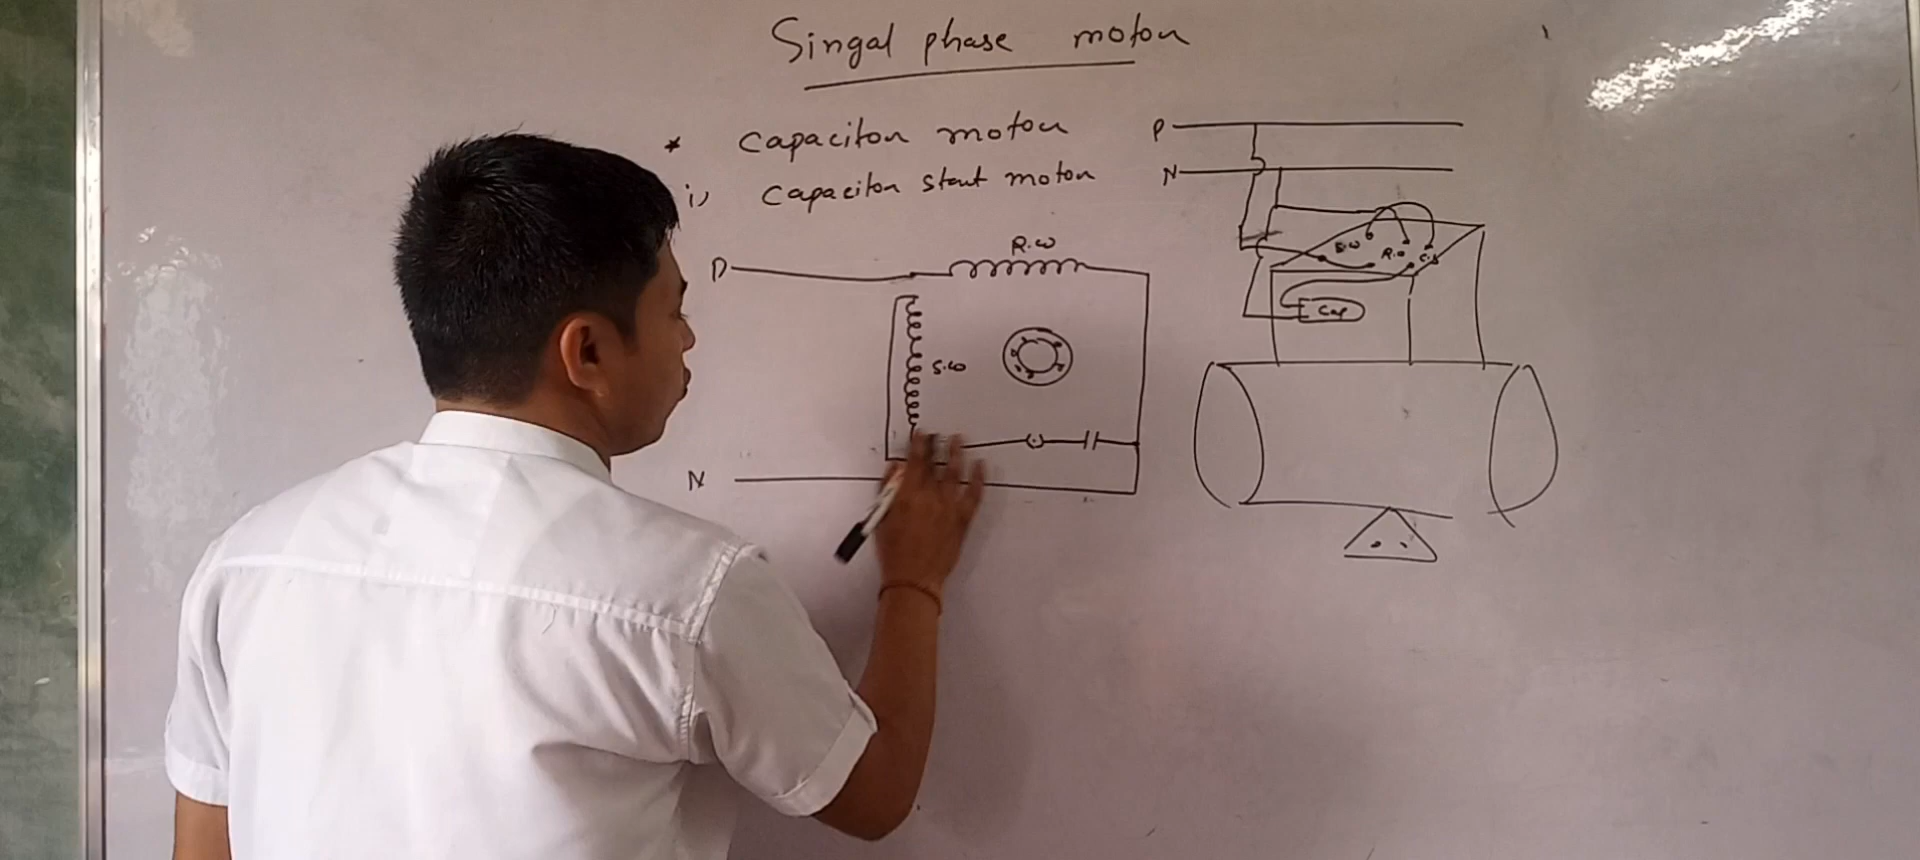 Singal phase motor
* Capacitor motor
i) Capacitor start motor
P
R.W
S.W
N
P
N
S.W
R.W
C.S
Cap